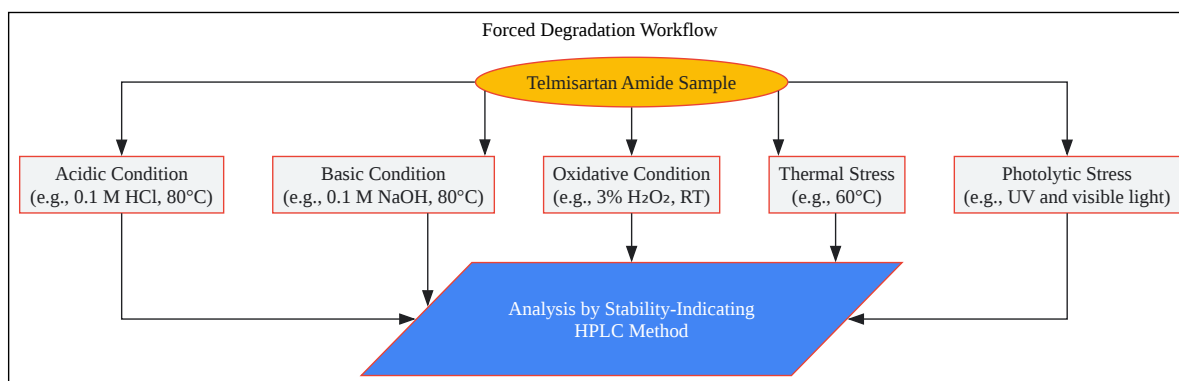 Forced Degradation Workflow
Telmisartan Amide Sample
Acidic Condition
(e.g., 0.1 M HCl, 80°C)
Basic Condition
(e.g., 0.1 M NaOH, 80°C)
Oxidative Condition
(e.g., 3% H₂O₂, RT)
Thermal Stress
(e.g., 60°C)
Photolytic Stress
(e.g., UV and visible light)
Analysis by Stability-Indicating
HPLC Method